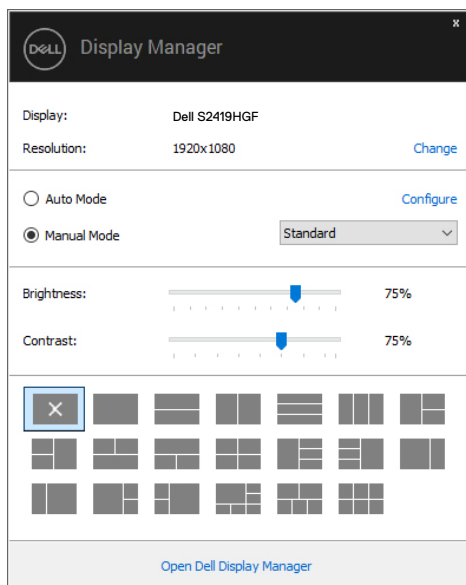 x
DELL Display Manager
Display: Dell S2419HGF
Resolution: 1920x1080 Change
Auto Mode Configure
Manual Mode Standard
Brightness: 75%
Contrast: 75%
Open Dell Display Manager